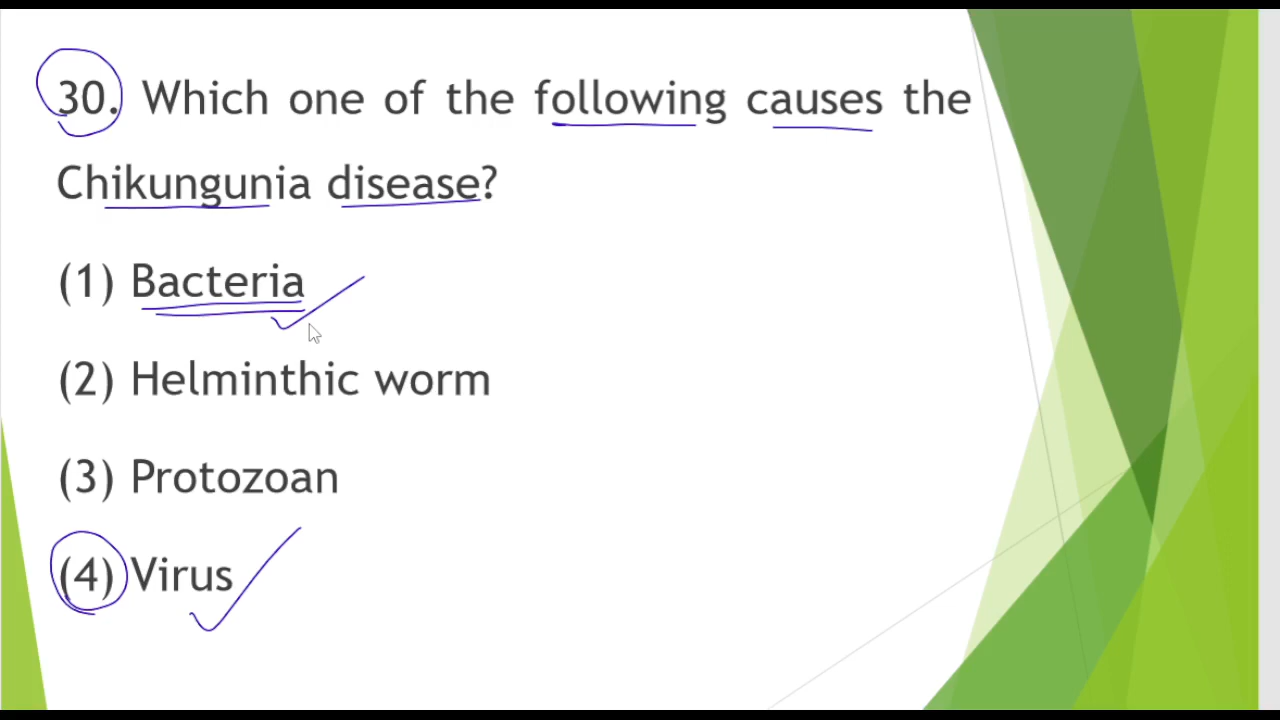 30. Which one of the following causes the
Chikungunia disease?
(1) Bacteria
(2) Helminthic worm
(3) Protozoan
(4) Virus